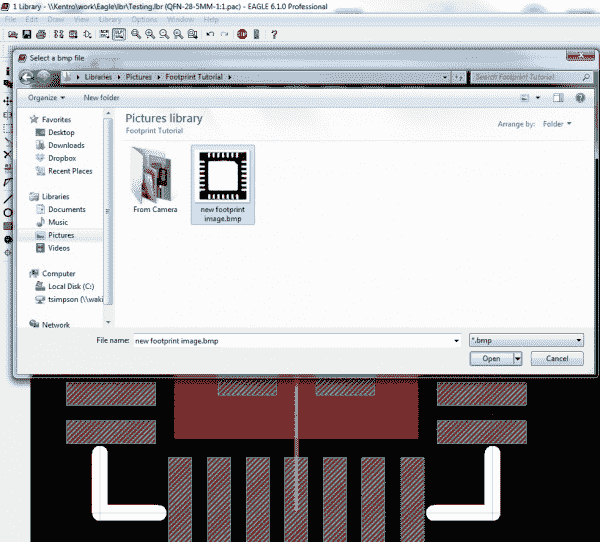 1 Library - \\Kentro\work\Eagle\lbr\Testing.lbr (QFN-28-5MM-1:1.pac) - EAGLE 6.1.0 Professional
File Edit Draw View Library Options Window Help
Select a bmp file
Libraries Pictures Footprint Tutorial
Search Footprint Tutorial
Organize New folder
Favorites
Desktop
Downloads
Dropbox
Recent Places
Libraries
Documents
Music
Pictures
Videos
Computer
Local Disk (C:)
tsimpson (\\waki
Network
Pictures library
Footprint Tutorial
Arrange by: Folder
From Camera
new footprint
image.bmp
File name: new footprint image.bmp
*.bmp
Open Cancel